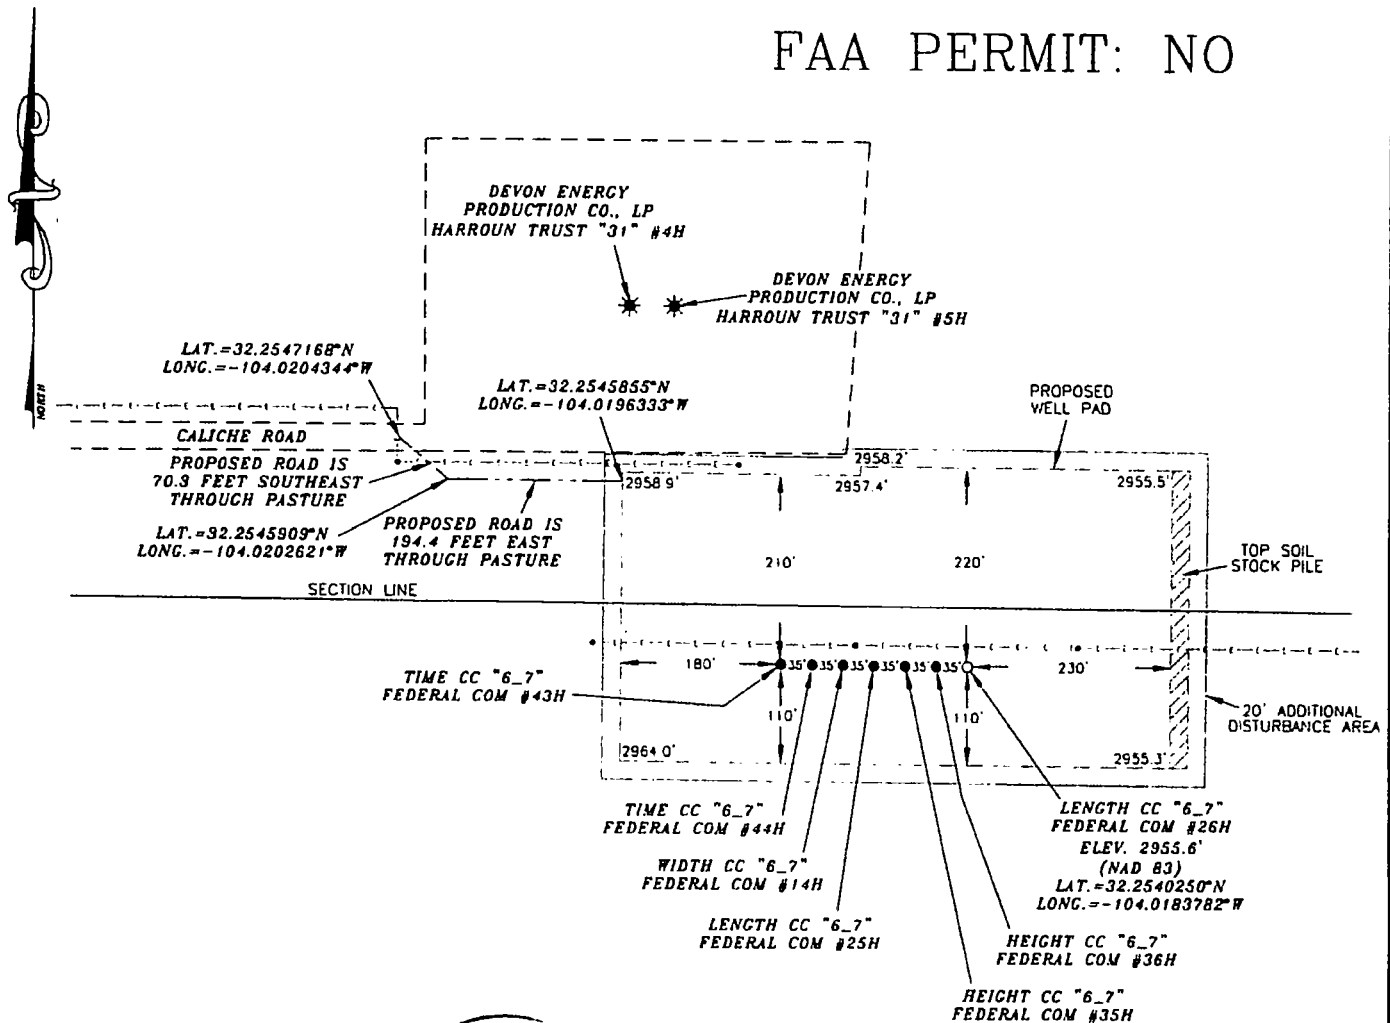 FAA PERMIT: NO
DEVON ENERGY
PRODUCTION CO., LP
HARROUN TRUST "31" #4H
DEVON ENERGY
PRODUCTION CO., LP
HARROUN TRUST "31" #5H
LAT.=32.2547168°N
LONG.=-104.0204344°W
LAT.=32.2545855°N
LONG.=-104.0196333°W
PROPOSED
WELL PAD
NORTH
CALICHE ROAD
PROPOSED ROAD IS
70.3 FEET SOUTHEAST
THROUGH PASTURE
2958.2'
2958.9'
2957.4'
2955.5'
LAT.=32.2545909°N
LONG.=-104.0202621°W
PROPOSED ROAD IS
194.4 FEET EAST
THROUGH PASTURE
210'
220'
TOP SOIL
STOCK PILE
SECTION LINE
180'
35'
35'
35'
35'
35'
35'
230'
TIME CC "6_7"
FEDERAL COM #43H
110'
110'
20' ADDITIONAL
DISTURBANCE AREA
2964.0'
2955.3'
TIME CC "6_7"
FEDERAL COM #44H
WIDTH CC "6_7"
FEDERAL COM #14H
LENGTH CC "6_7"
FEDERAL COM #25H
LENGTH CC "6_7"
FEDERAL COM #26H
ELEV. 2955.6'
(NAD 83)
LAT.=32.2540250°N
LONG.=-104.0183782°W
HEIGHT CC "6_7"
FEDERAL COM #36H
HEIGHT CC "6_7"
FEDERAL COM #35H